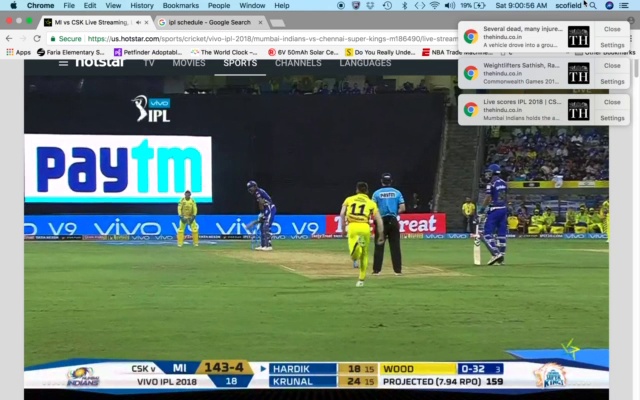 Chrome File Edit View History Bookmarks People Window Help
19% Sat 9:00:56 AM scofield
MI vs CSK Live Streaming,
ipl schedule - Google Search
Secure https://us.hotstar.com/sports/cricket/vivo-ipl-2018/mumbai-indians-vs-chennai-super-kings-m186490/live-stream
Apps Faria Elementary S... Petfinder Adoptabl... The World Clock –... 6V 50mAh Solar Ce... Do You Really Unde... NBA Trade Machine
Other Bookmarks
Several dead, many injure...
thehindu.co.in
A vehicle drove into a grou...
TH
Close
Settings
Weightlifters Sathish, Ra...
thehindu.co.in
Commonwealth Games 201...
TH
Close
Settings
Live scores IPL 2018 | CS...
thehindu.co.in
Mumbai Indians holds the a...
TH
Close
Settings
hotstar TV MOVIES SPORTS CHANNELS LANGUAGES
vivo
IPL
paytm
11
V9 vivo V9 vivo V9
vivo
CSK v MI 143-4 HARDIK 18 15 WOOD 0-32 3
VIVO IPL 2018 18 KRUNAL 24 15 PROJECTED (7.94 RPO) 159